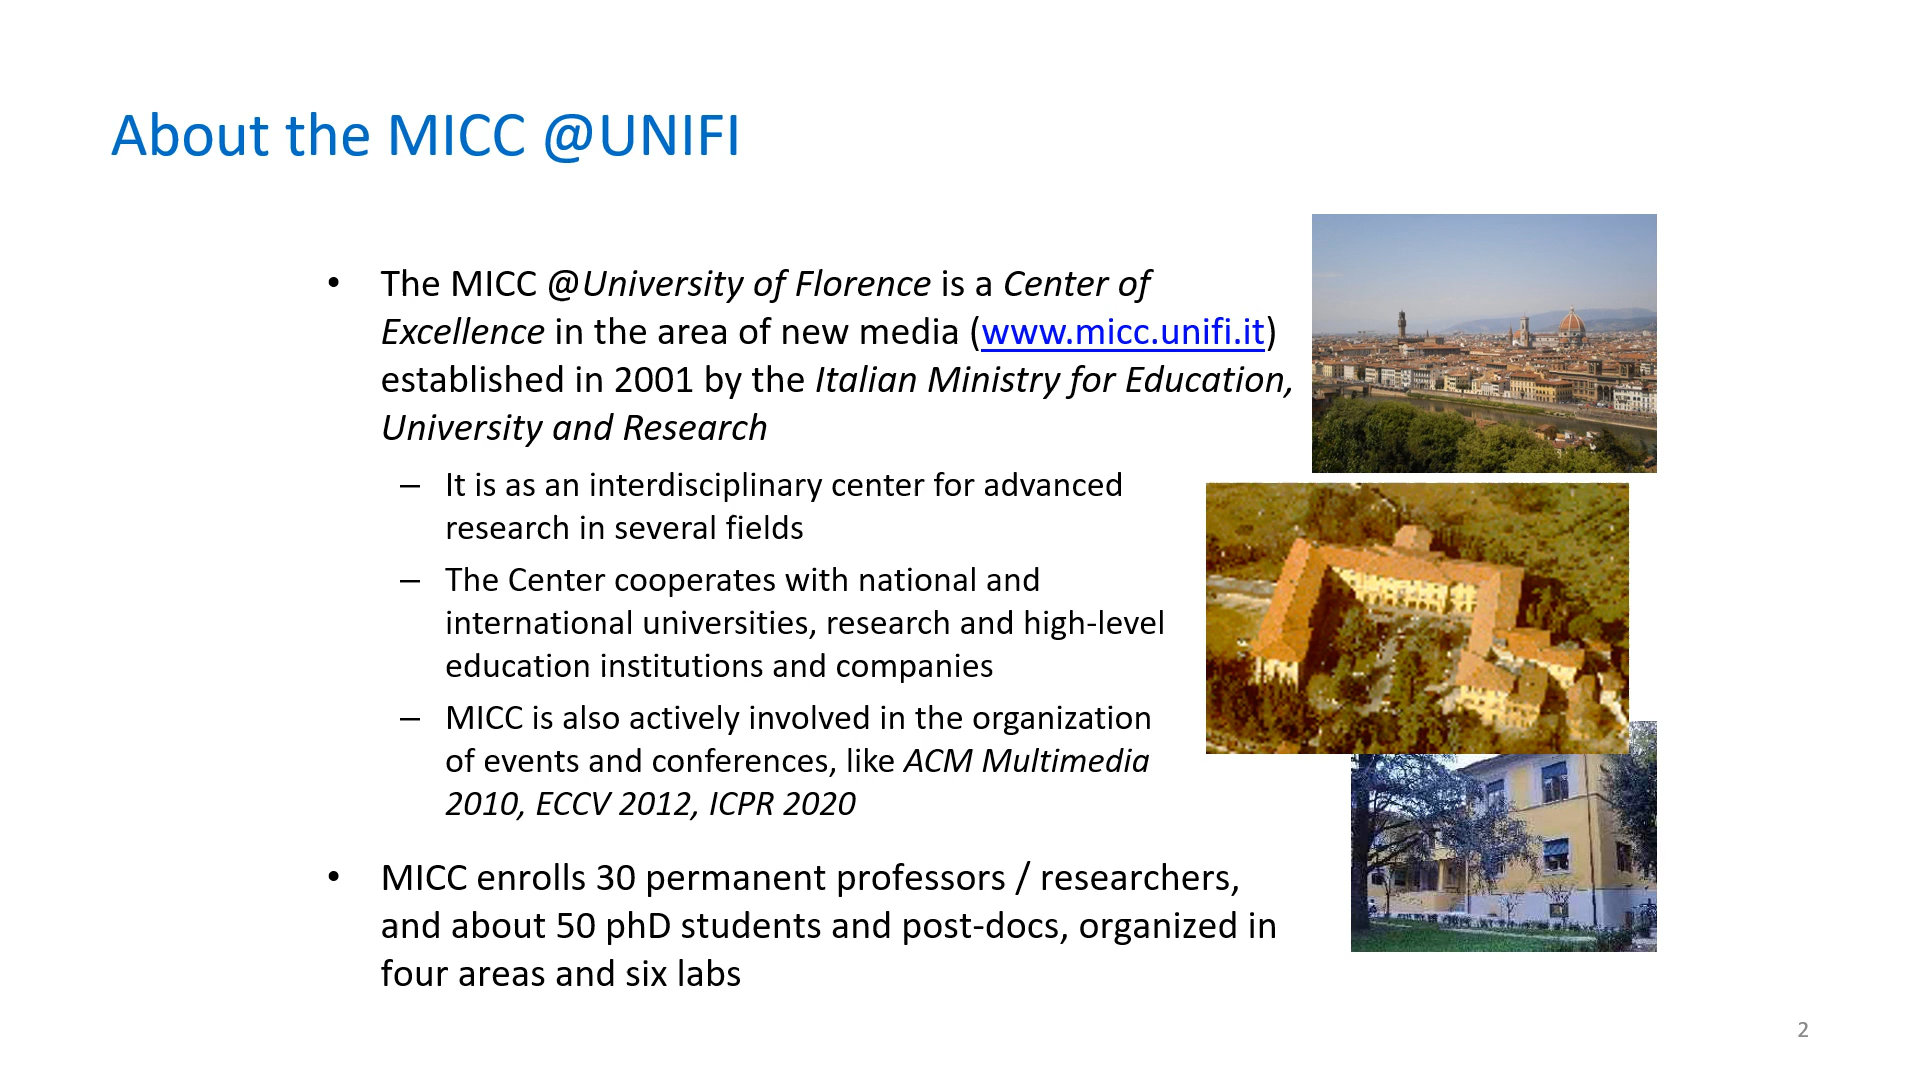 About the MICC @UNIFI
• The MICC @University of Florence is a Center of
Excellence in the area of new media (www.micc.unifi.it)
established in 2001 by the Italian Ministry for Education,
University and Research
– It is as an interdisciplinary center for advanced
research in several fields
– The Center cooperates with national and
international universities, research and high-level
education institutions and companies
– MICC is also actively involved in the organization
of events and conferences, like ACM Multimedia
2010, ECCV 2012, ICPR 2020
• MICC enrolls 30 permanent professors / researchers,
and about 50 phD students and post-docs, organized in
four areas and six labs
2